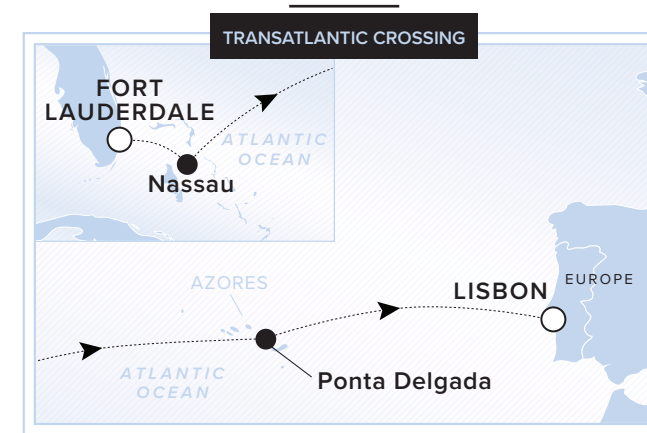 TRANSATLANTIC CROSSING
FORT
LAUDERDALE
ATLANTIC
OCEAN
Nassau
AZORES
LISBON
EUROPE
ATLANTIC
OCEAN
Ponta Delgada